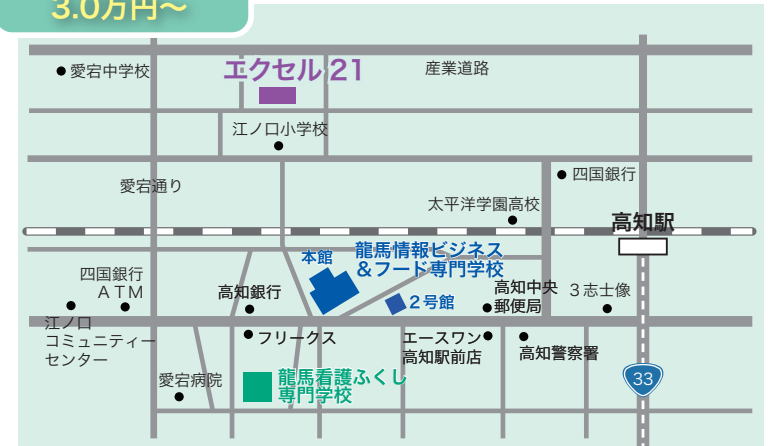 3.0万円〜
愛宕中学校
エクセル 21
産業道路
江ノ口小学校
愛宕通り
四国銀行
太平洋学園高校
高知駅
本館
龍馬情報ビジネス
＆フード専門学校
四国銀行
ＡＴＭ
高知銀行
２号館
高知中央
郵便局
３志士像
江ノ口
コミュニティー
センター
フリークス
エースワン
高知駅前店
高知警察署
愛宕病院
龍馬看護ふくし
専門学校
33